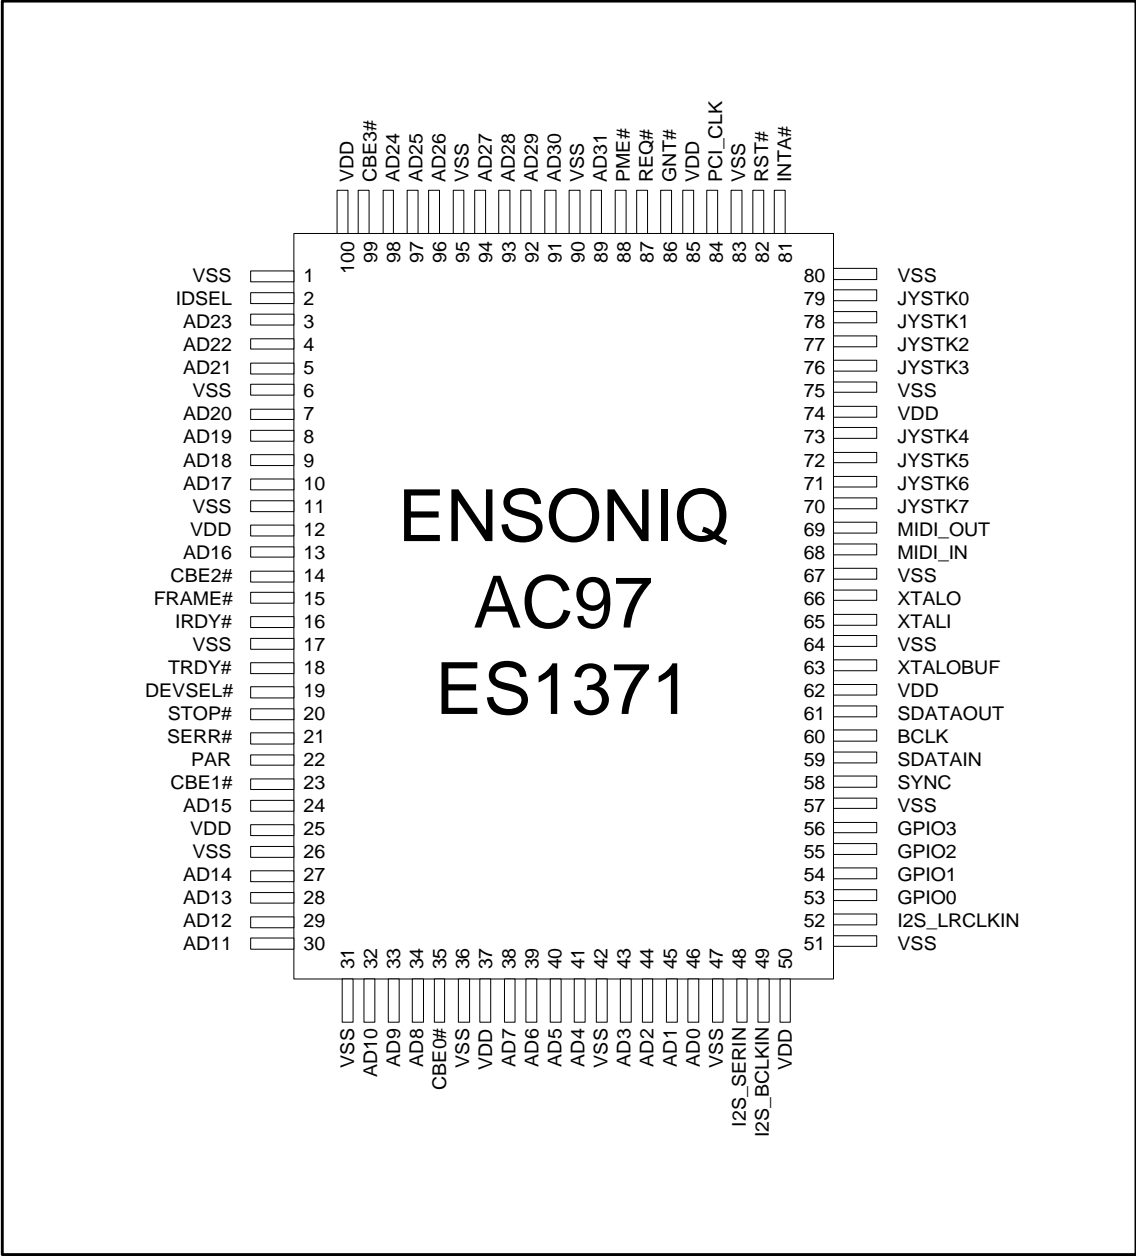 VDD
CBE3#
AD24
AD25
AD26
VSS
AD27
AD28
AD29
AD30
VSS
AD31
PME#
REQ#
GNT#
VDD
PCI_CLK
VSS
RST#
INTA#
100
99
98
97
96
95
94
93
92
91
90
89
88
87
86
85
84
83
82
81
VSS 1
IDSEL 2
AD23 3
AD22 4
AD21 5
VSS 6
AD20 7
AD19 8
AD18 9
AD17 10
VSS 11
VDD 12
AD16 13
CBE2# 14
FRAME# 15
IRDY# 16
VSS 17
TRDY# 18
DEVSEL# 19
STOP# 20
SERR# 21
PAR 22
CBE1# 23
AD15 24
VDD 25
VSS 26
AD14 27
AD13 28
AD12 29
AD11 30
ENSONIQ
AC97
ES1371
80 VSS
79 JYSTK0
78 JYSTK1
77 JYSTK2
76 JYSTK3
75 VSS
74 VDD
73 JYSTK4
72 JYSTK5
71 JYSTK6
70 JYSTK7
69 MIDI_OUT
68 MIDI_IN
67 VSS
66 XTALO
65 XTALI
64 VSS
63 XTALOBUF
62 VDD
61 SDATAOUT
60 BCLK
59 SDATAIN
58 SYNC
57 VSS
56 GPIO3
55 GPIO2
54 GPIO1
53 GPIO0
52 I2S_LRCLKIN
51 VSS
31
32
33
34
35
36
37
38
39
40
41
42
43
44
45
46
47
48
49
50
VSS
AD10
AD9
AD8
CBE0#
VSS
VDD
AD7
AD6
AD5
AD4
VSS
AD3
AD2
AD1
AD0
VSS
I2S_SERIN
I2S_BCLKIN
VDD